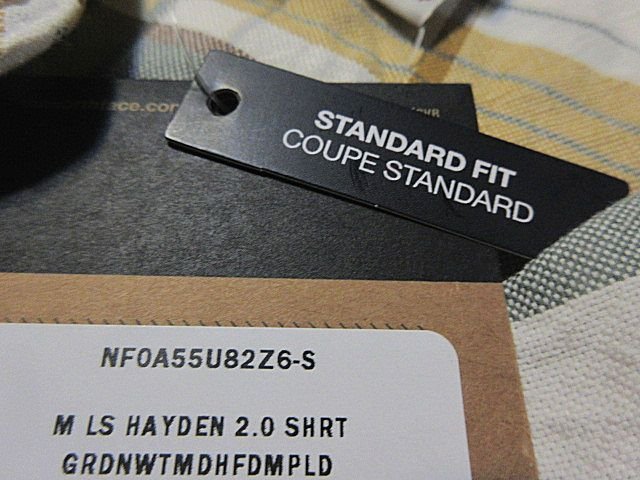 STANDARD FIT
COUPE STANDARD
NF0A55U82Z6-S
M LS HAYDEN 2.0 SHRT
GRDNWTMDHFDMPLD